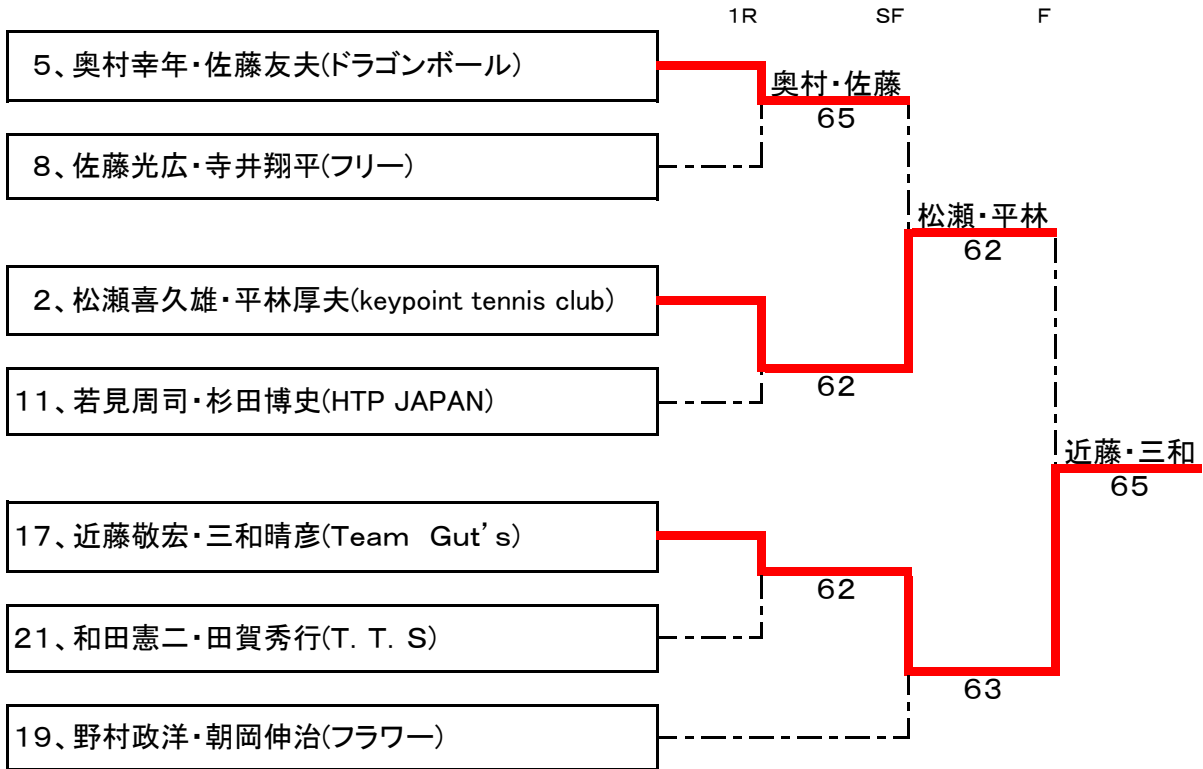 1R SF F
5、奥村幸年・佐藤友夫(ドラゴンボール)
奥村・佐藤
65
8、佐藤光広・寺井翔平(フリー)
松瀬・平林
62
2、松瀬喜久雄・平林厚夫(keypoint tennis club)
62
11、若見周司・杉田博史(HTP JAPAN)
近藤・三和
65
17、近藤敬宏・三和晴彦(Team Gut's)
62
21、和田憲二・田賀秀行(T. T. S)
63
19、野村政洋・朝岡伸治(フラワー)